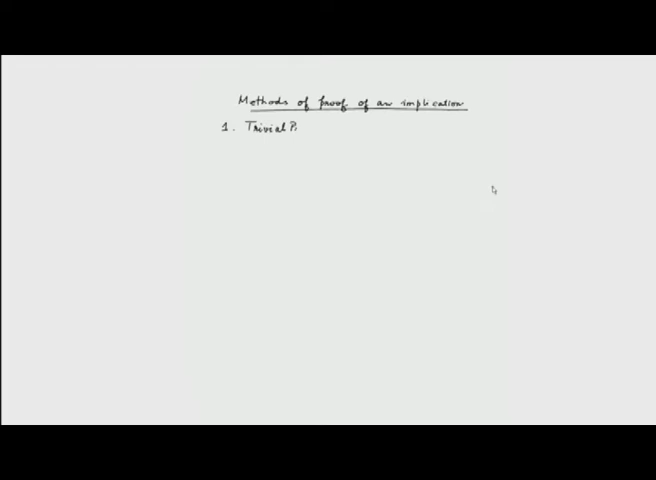 Methods of proof of an implication
1. Trivial P.